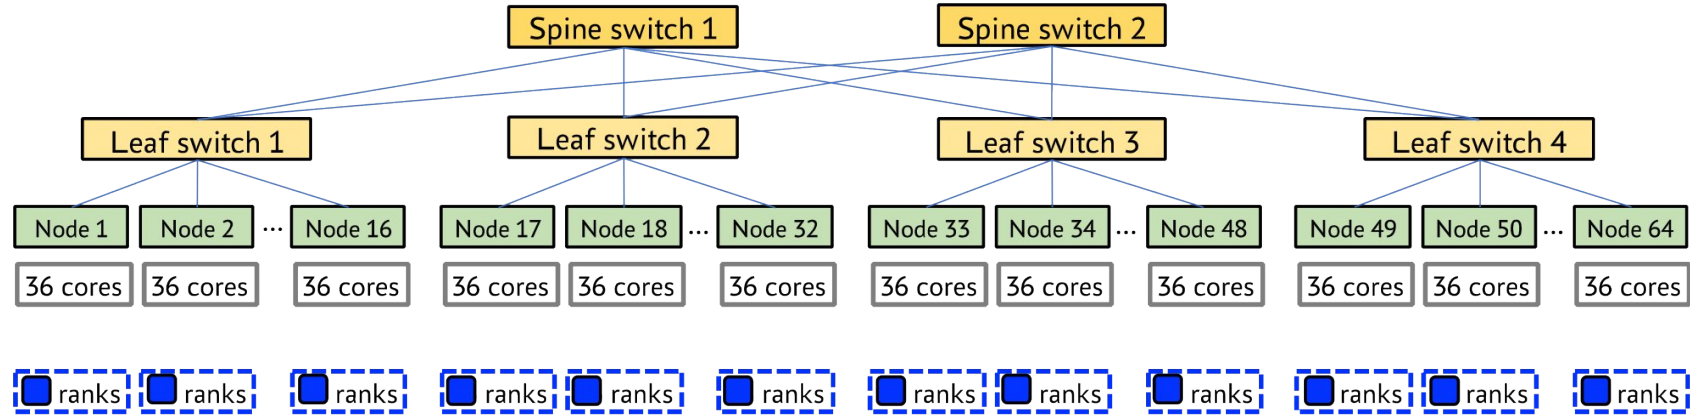 Spine switch 1 Spine switch 2
Leaf switch 1 Leaf switch 2 Leaf switch 3 Leaf switch 4
Node 1 Node 2 ... Node 16 Node 17 Node 18 ... Node 32 Node 33 Node 34 ... Node 48 Node 49 Node 50 ... Node 64
36 cores 36 cores 36 cores 36 cores 36 cores 36 cores 36 cores 36 cores 36 cores 36 cores 36 cores 36 cores
ranks ranks ranks ranks ranks ranks ranks ranks ranks ranks ranks ranks